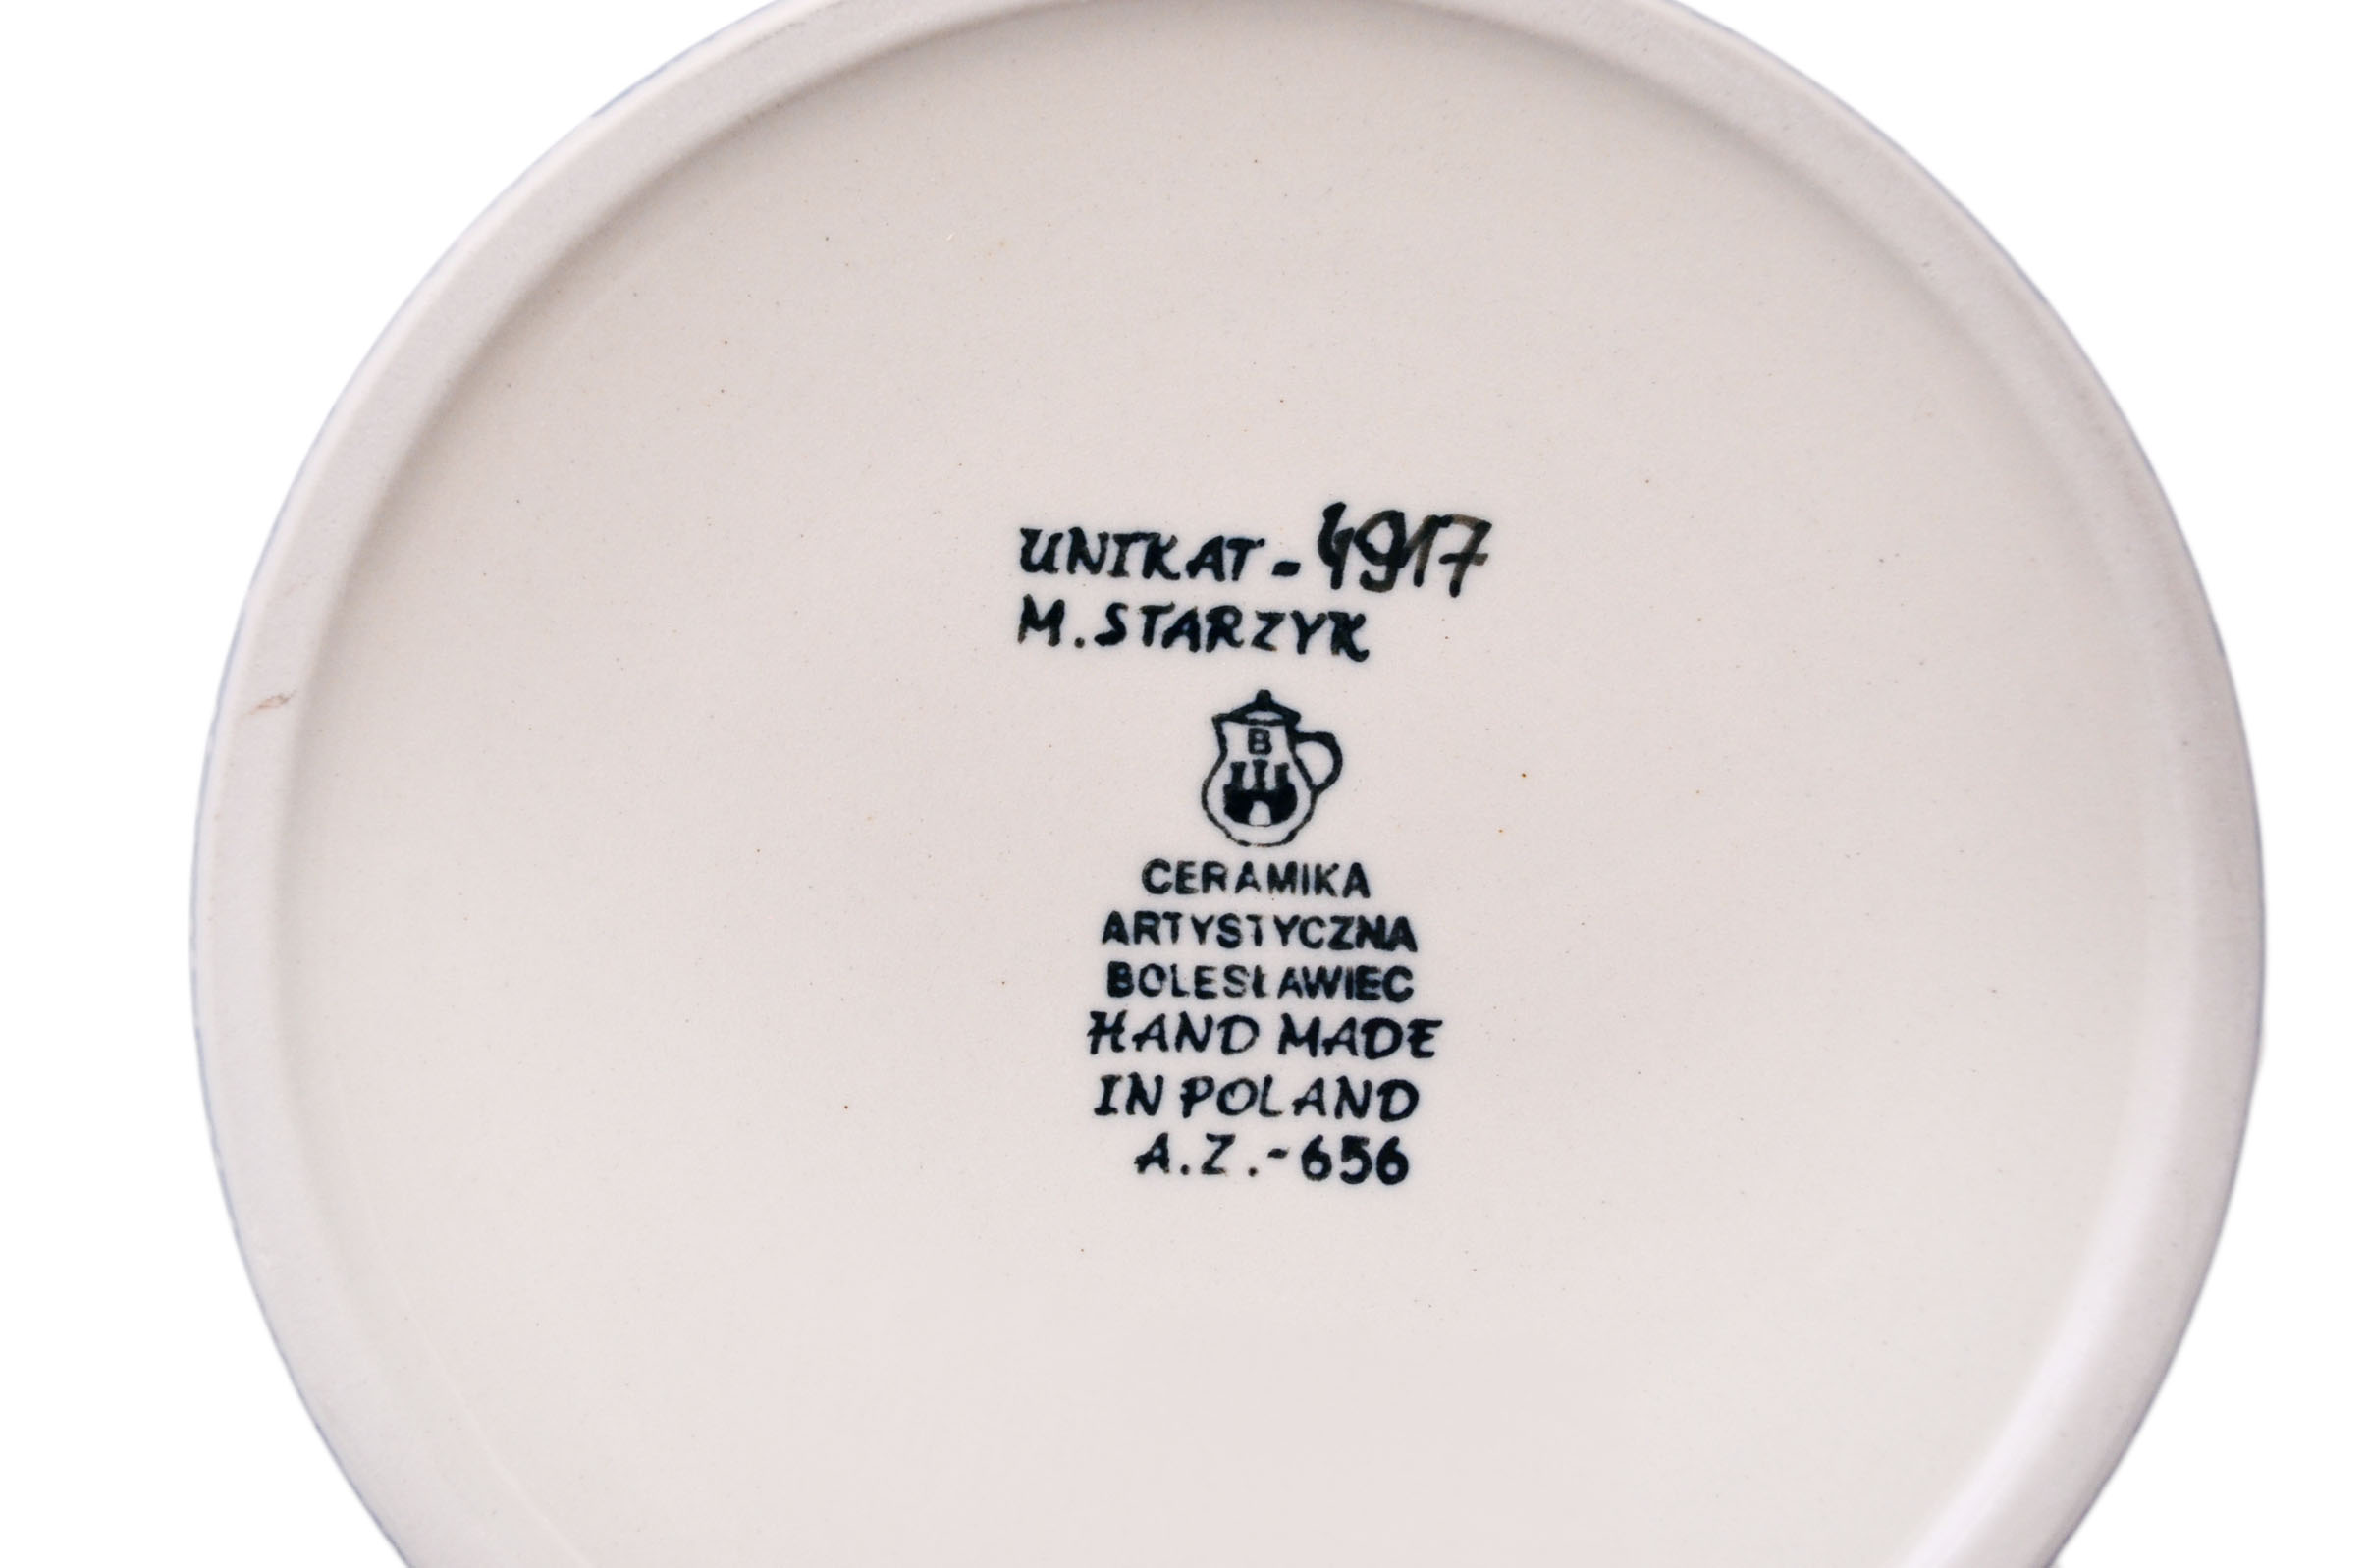 UNIKAT - 4917
M. STARZYK
B
CERAMIKA
ARTYSTYCZNA
BOLESŁAWIEC
HAND MADE
IN POLAND
A.Z.-656